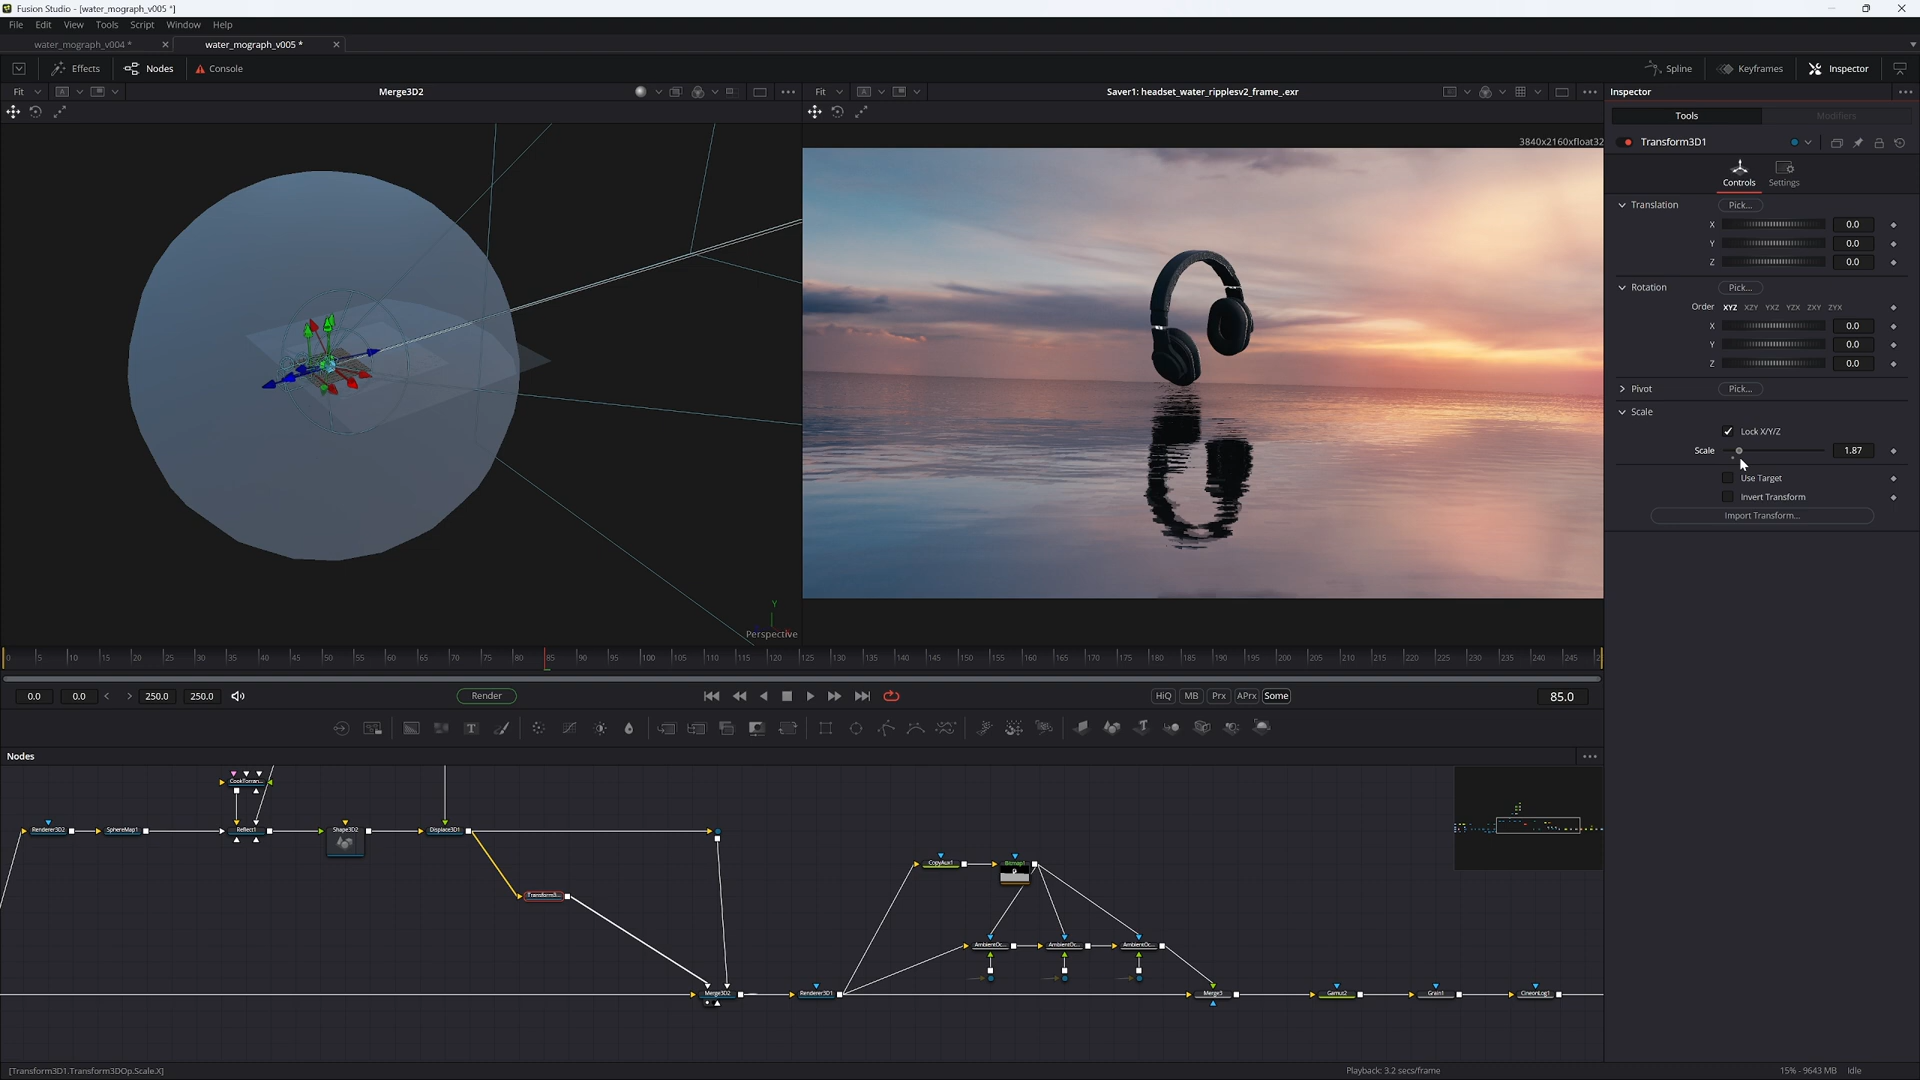 Fusion Studio - [water_mograph_v005 *]
File Edit View Tools Script Window Help
water_mograph_v004 * water_mograph_v005 *
Effects Nodes Console Spline Keyframes Inspector
Fit A Merge3D2 Fit A Saver1: headset_water_ripplesv2_frame_.exr Inspector
Tools Modifiers
3840x2160xfloat32
Transform3D1
Controls Settings
Translation Pick...
X 0.0
Y 0.0
Z 0.0
Rotation Pick...
Order XYZ XZY YXZ YZX ZXY ZYX
X 0.0
Y 0.0
Z 0.0
Pivot Pick...
Scale
Lock X/Y/Z
Scale 1.87
Use Target
Invert Transform
Import Transform...
Y
Perspective
0 5 10 15 20 25 30 35 40 45 50 55 60 65 70 75 80 85 90 95 100 105 110 115 120 125 130 135 140 145 150 155 160 165 170 175 180 185 190 195 200 205 210 215 220 225 230 235 240 245
0.0 0.0 250.0 250.0 Render HiQ MB Prx APrx Some 85.0
Nodes
CookTorran...
Renderer3D2 SphereMap1 Reflect1 Shape3D2 Displace3D1
CopyAux1 Bitmap1
Transform3...
AmbientOc... AmbientOc... AmbientOc...
Merge3D2 Renderer3D1 Merge3 Gamut2 Grain1 CineonLog1
[Transform3D1.Transform3DOp.Scale.X] Playback: 3.2 secs/frame 15% - 9643 MB Idle